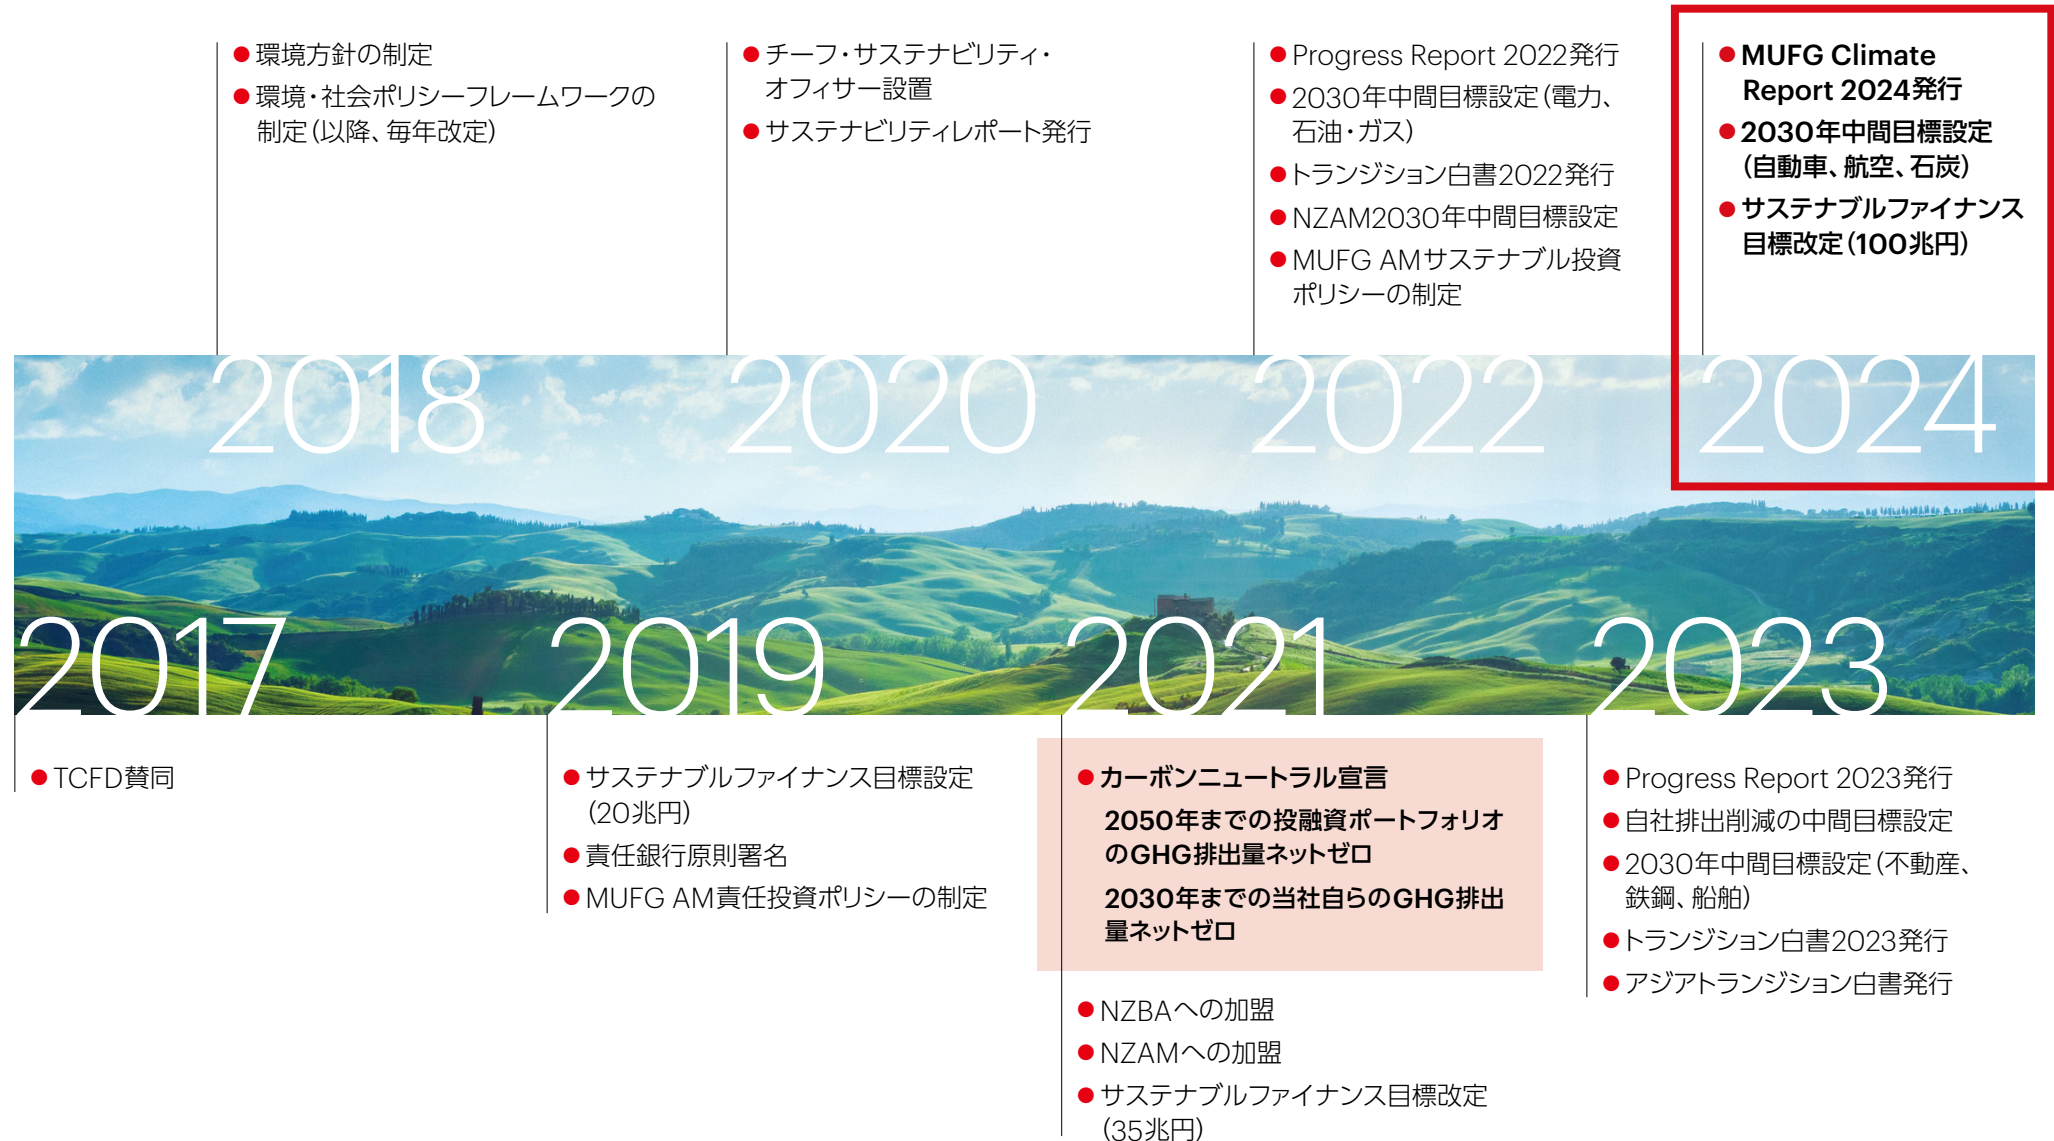 ● 環境方針の制定
● 環境・社会ポリシーフレームワークの
制定（以降、毎年改定）
● チーフ・サステナビリティ・
オフィサー設置
● サステナビリティレポート発行
● Progress Report 2022発行
● 2030年中間目標設定（電力、
石油・ガス）
● トランジション白書2022発行
● NZAM2030年中間目標設定
● MUFG AMサステナブル投資
ポリシーの制定
● MUFG Climate
Report 2024発行
● 2030年中間目標設定
（自動車、航空、石炭）
● サステナブルファイナンス
目標改定（100兆円）
2018
2020
2022
2024
2017
2019
2021
2023
● TCFD賛同
● サステナブルファイナンス目標設定
（20兆円）
● 責任銀行原則署名
● MUFG AM責任投資ポリシーの制定
● カーボンニュートラル宣言
2050年までの投融資ポートフォリオ
のGHG排出量ネットゼロ
2030年までの当社自らのGHG排出
量ネットゼロ
● NZBAへの加盟
● NZAMへの加盟
● サステナブルファイナンス目標改定
（35兆円）
● Progress Report 2023発行
● 自社排出削減の中間目標設定
● 2030年中間目標設定（不動産、
鉄鋼、船舶）
● トランジション白書2023発行
● アジアトランジション白書発行